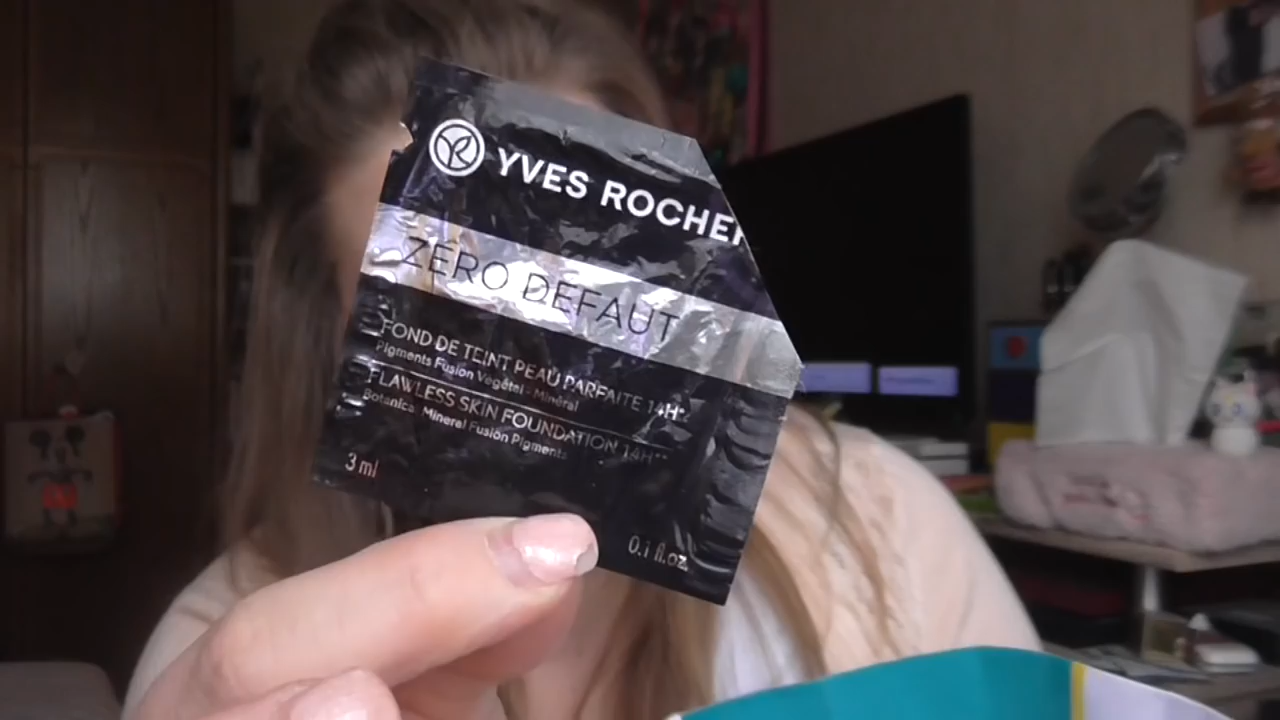 YVES ROCHER
ZÉRO DEFAUT
FOND DE TEINT PEAU PARFAITE 14H*
Pigments Fusion Végétal - Minéral
FLAWLESS SKIN FOUNDATION 14H**
Botanical Mineral Fusion Pigments
3 ml
0.1 fl.oz.